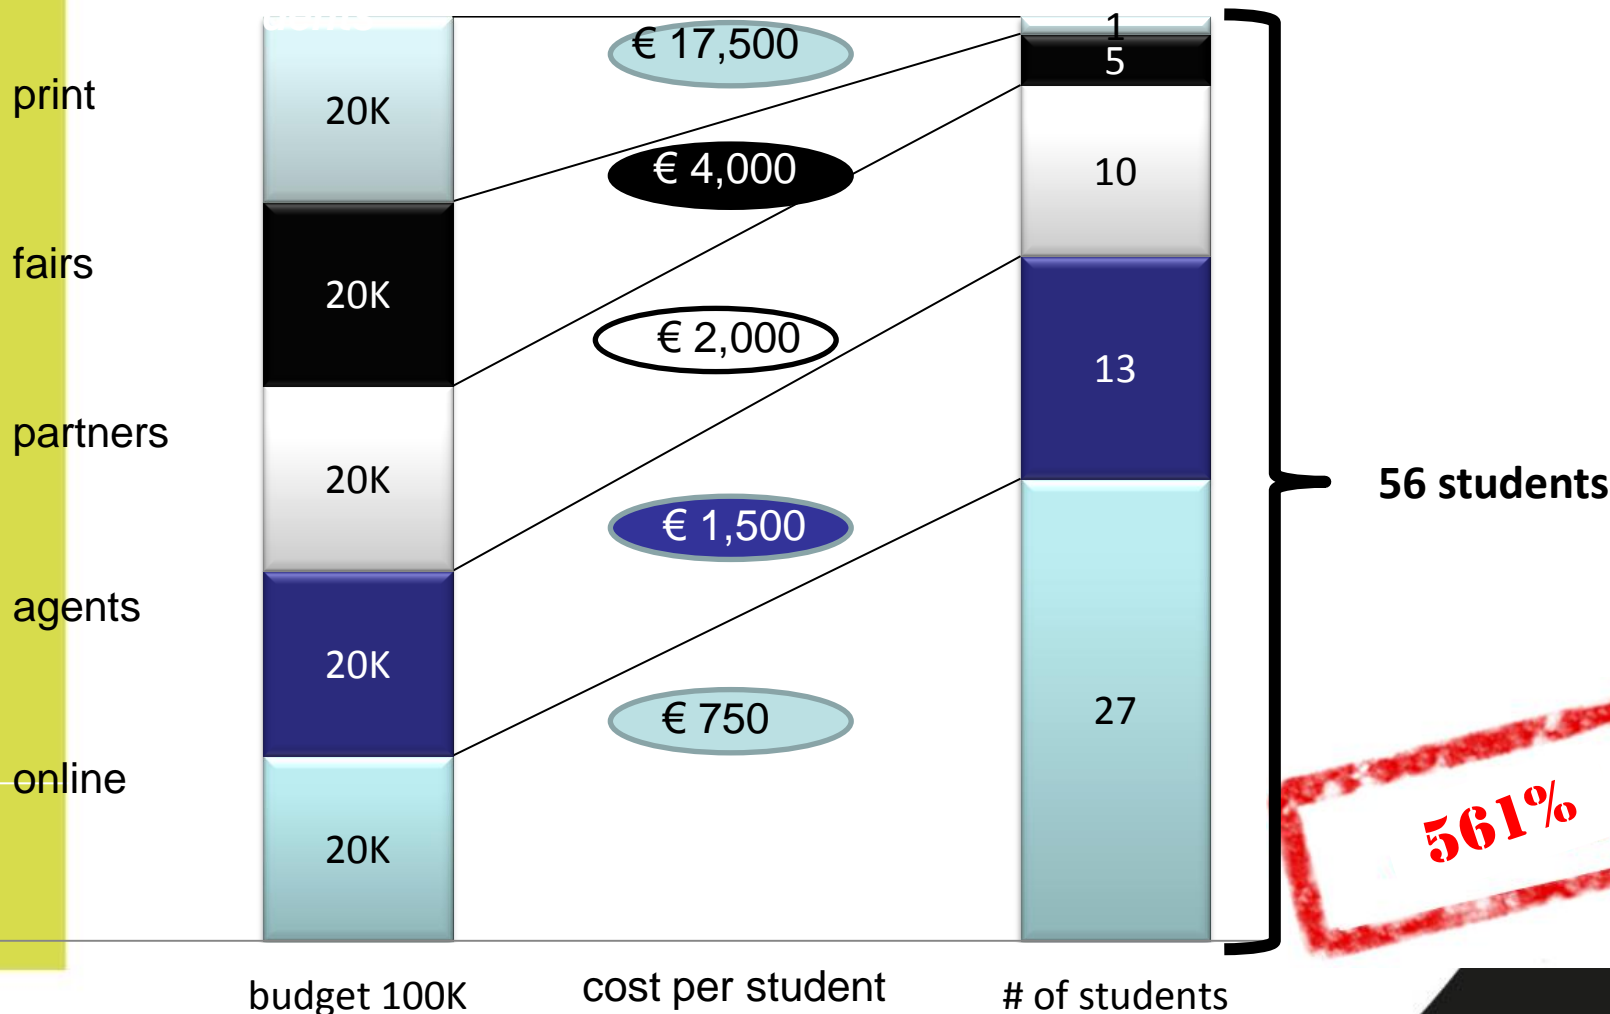 print
fairs
partners
agents
online
20K
20K
20K
20K
20K
€ 17,500
€ 4,000
€ 2,000
€ 1,500
€ 750
1
5
10
13
27
56 students
561%
budget 100K
cost per student
# of students